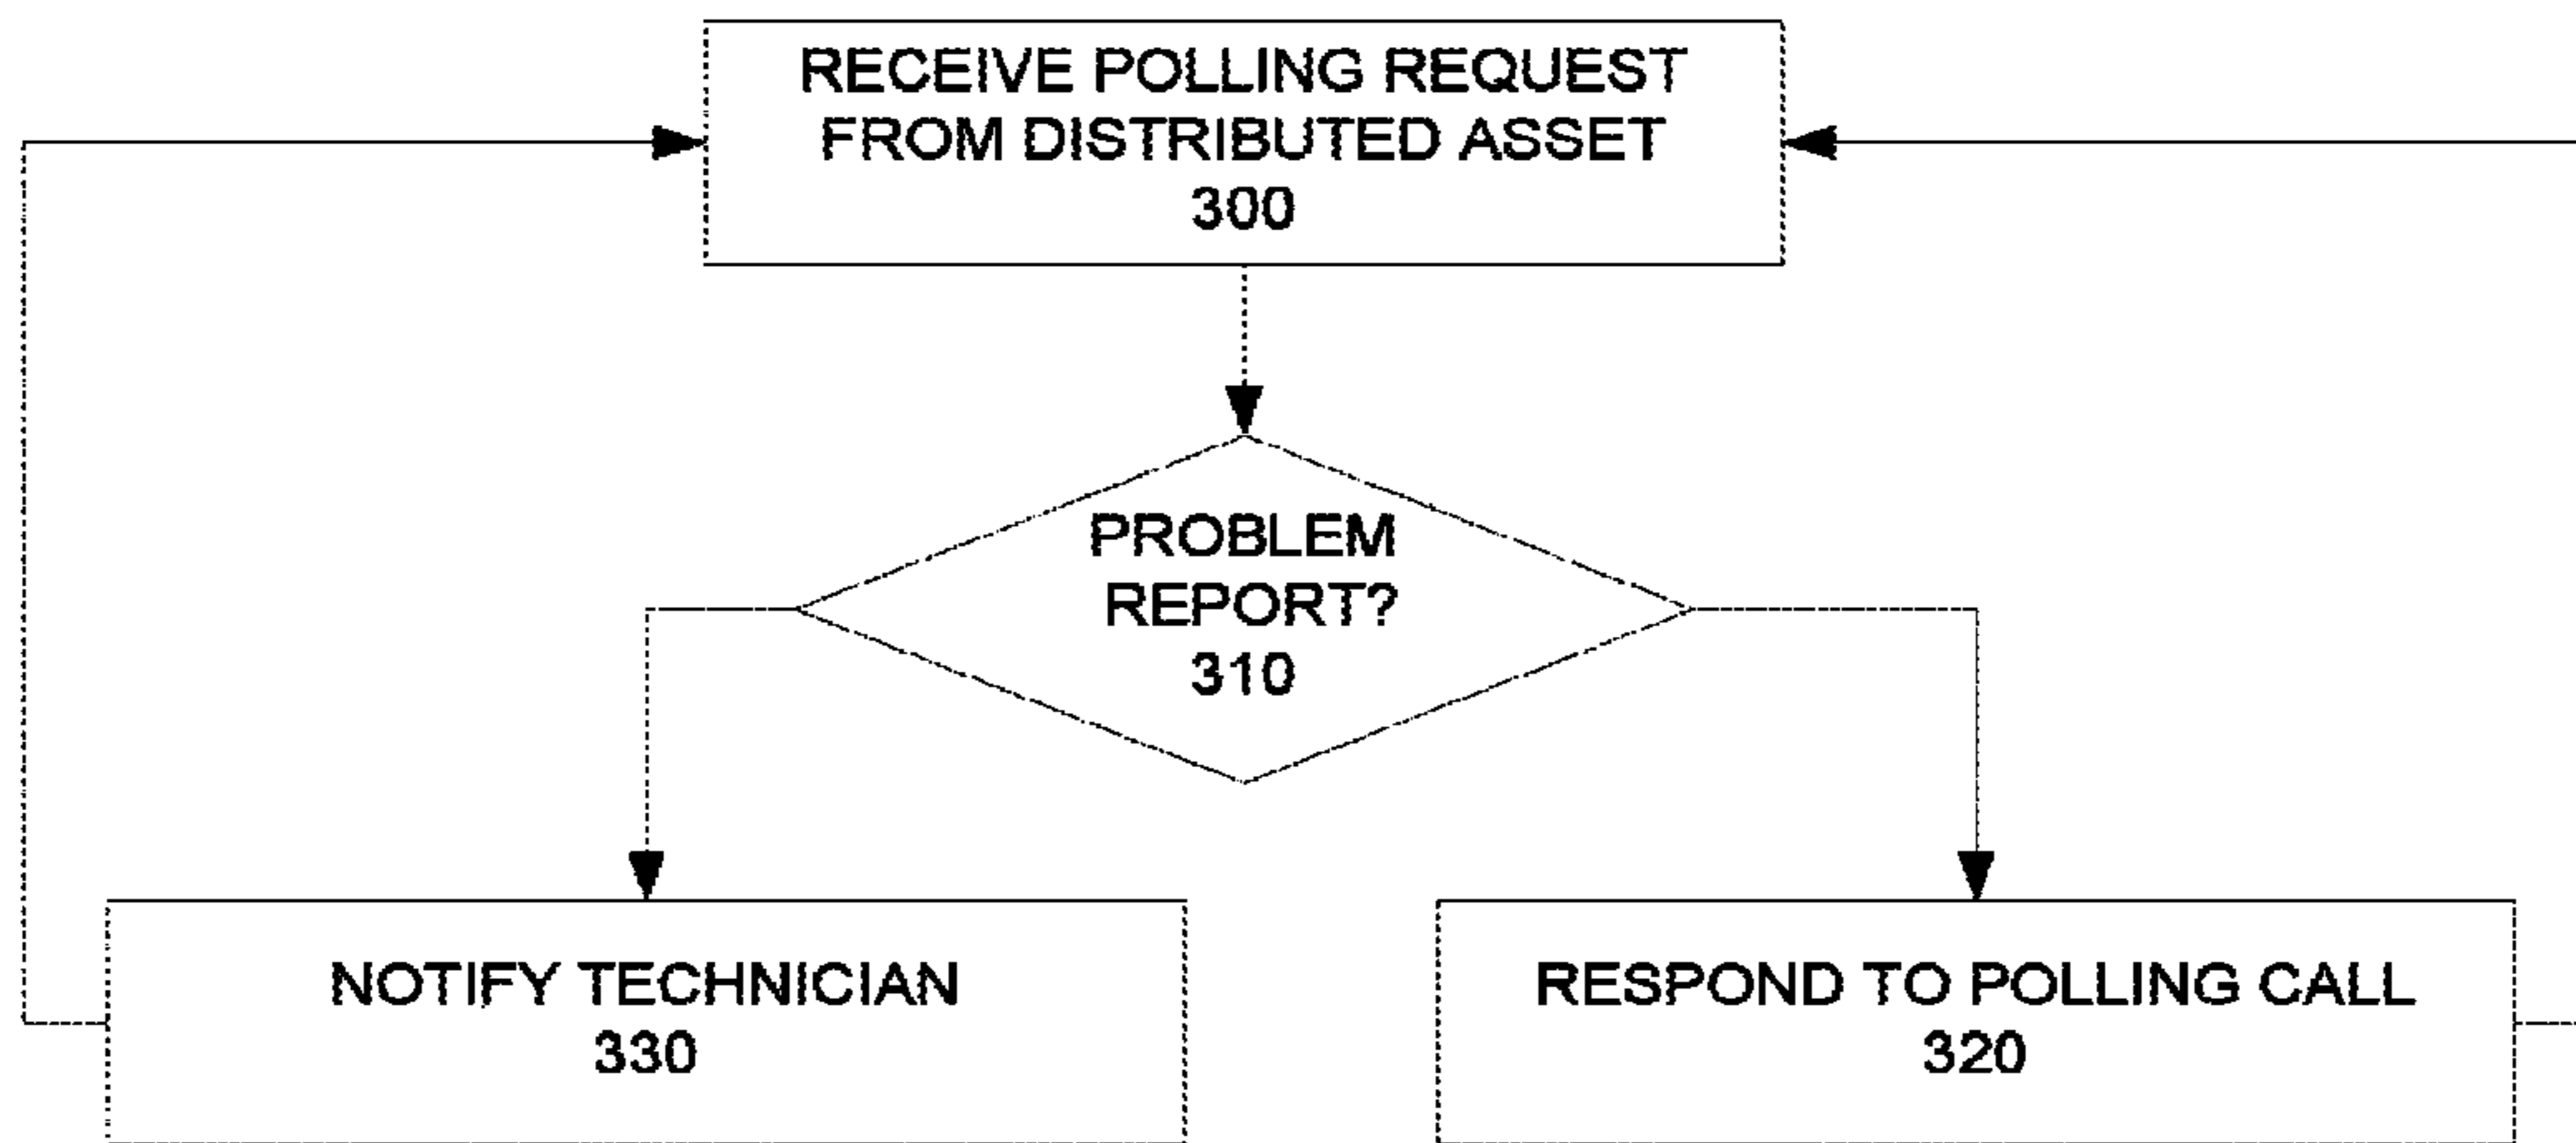 RECEIVE POLLING REQUEST
FROM DISTRIBUTED ASSET
300
PROBLEM
REPORT?
310
NOTIFY TECHNICIAN
330
RESPOND TO POLLING CALL
320